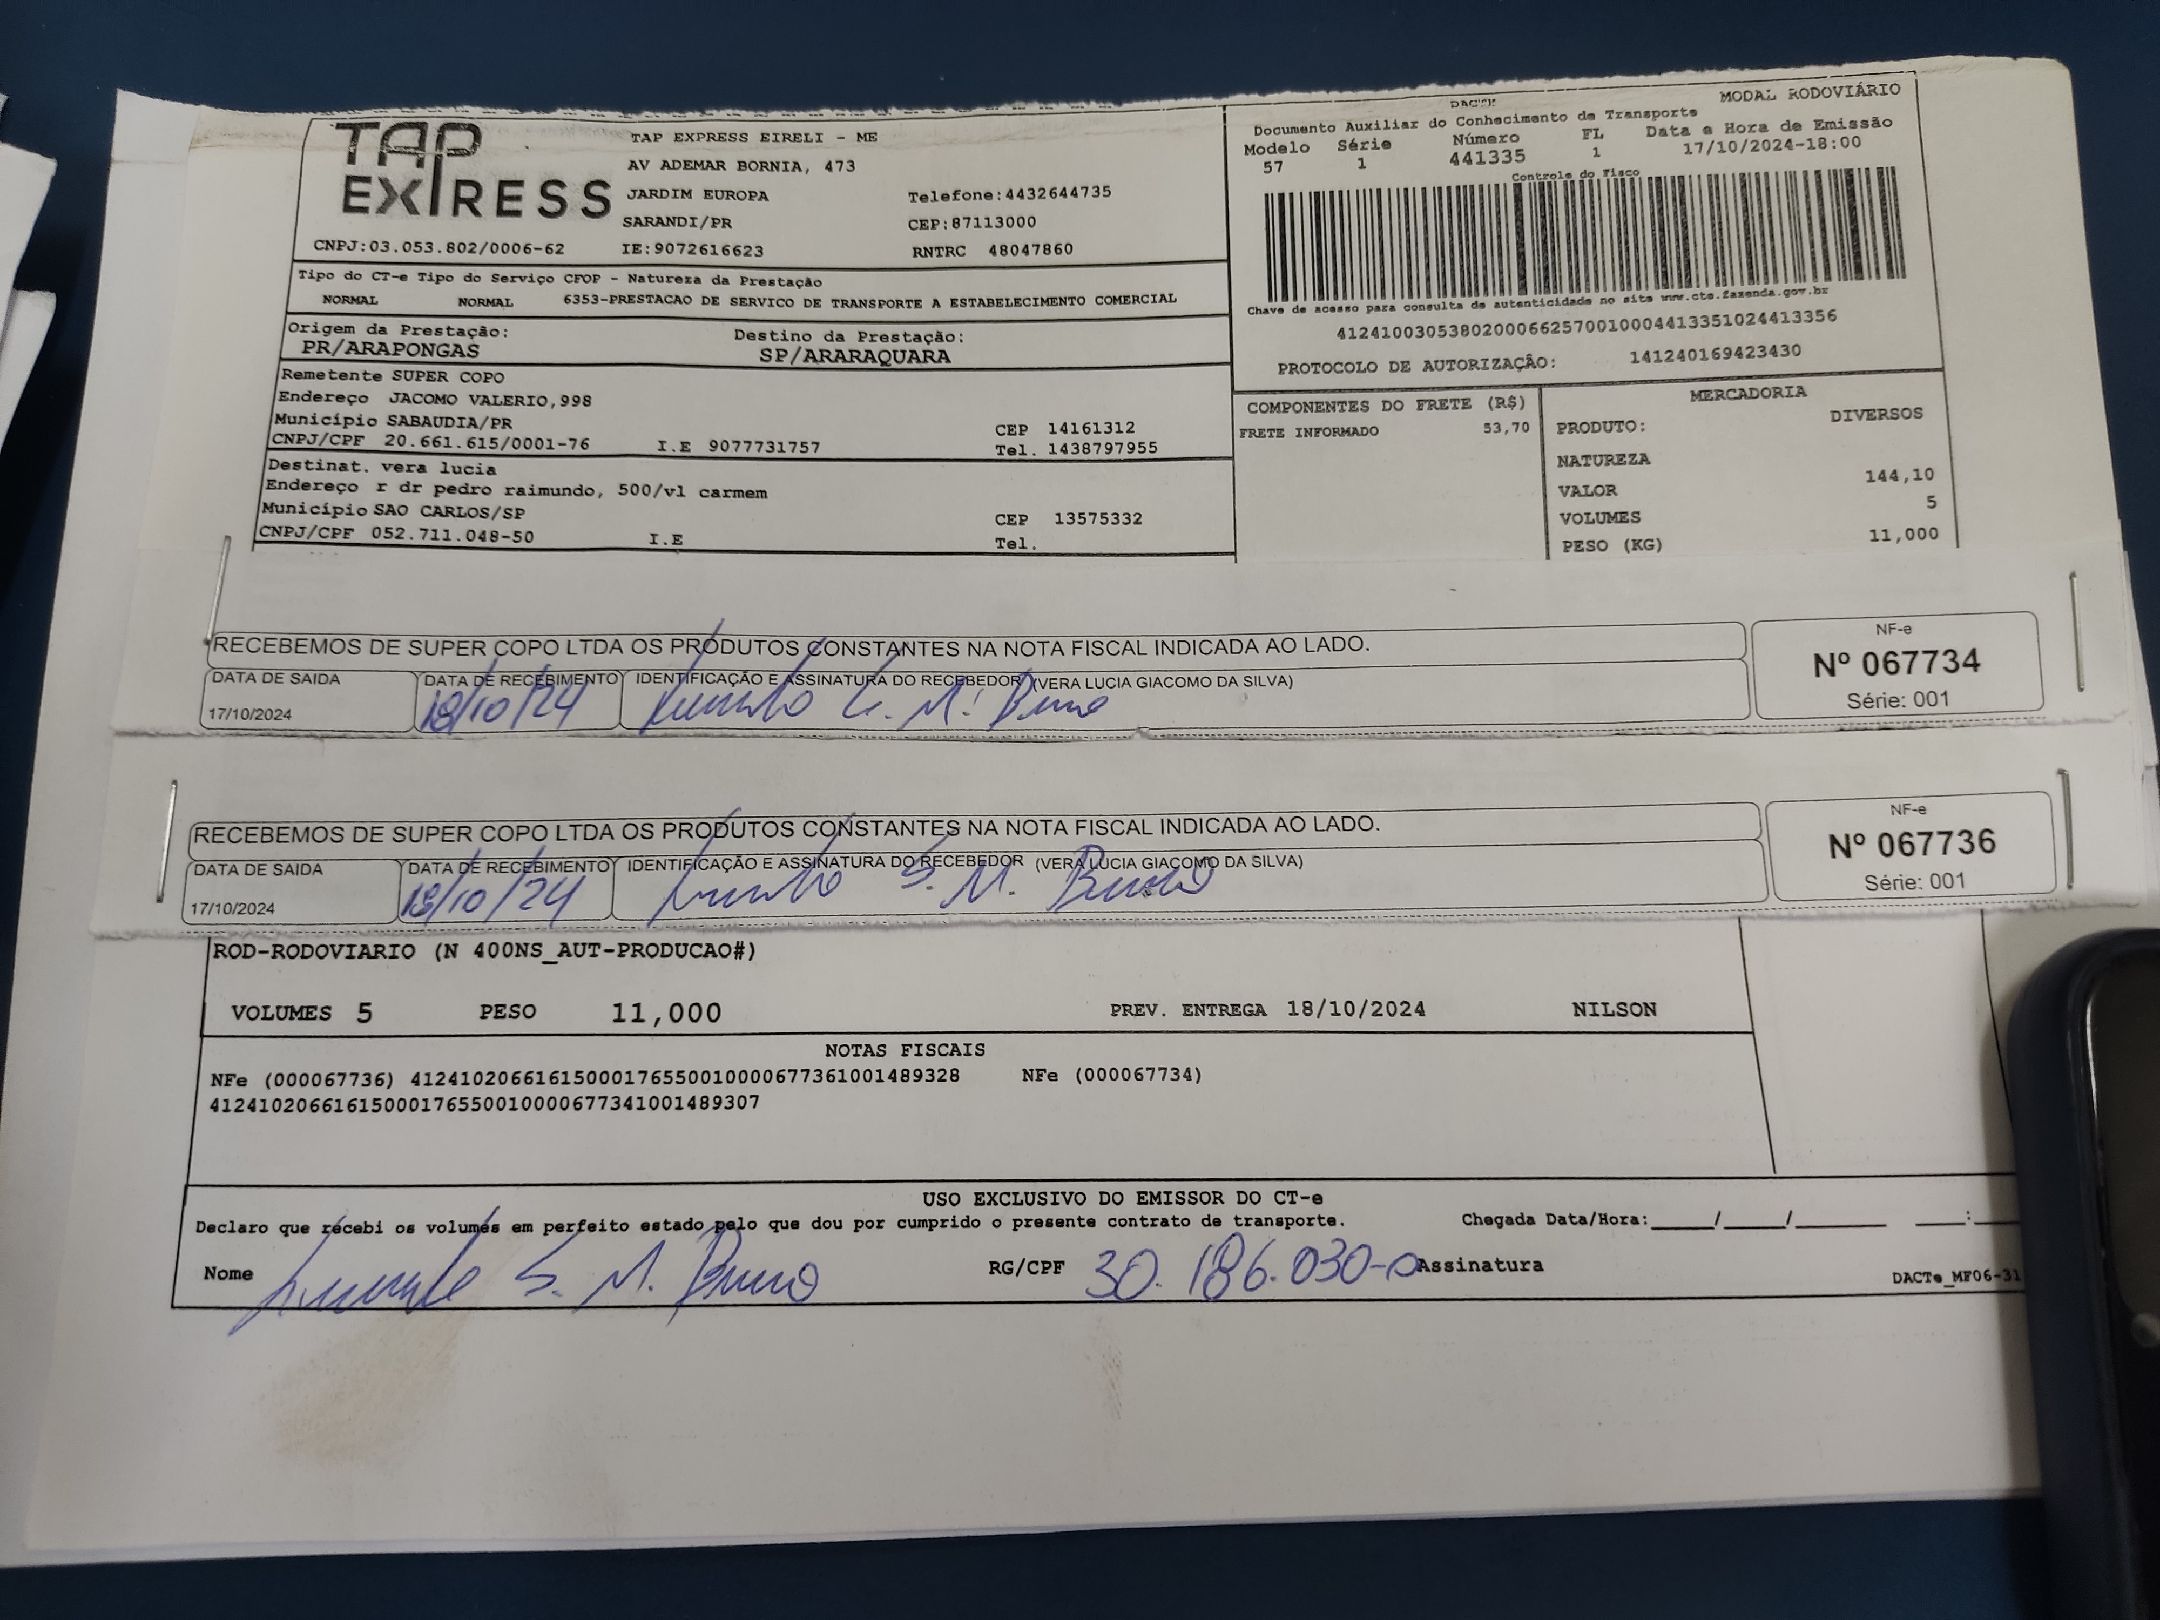 TAP EXPRESS
TAP EXPRESS EIRELI - ME
AV ADEMAR BORNIA, 473
JARDIM EUROPA Telefone:4432644735
SARANDI/PR CEP:87113000
CNPJ:03.053.802/0006-62 IE:9072616623 RNTRC 48047860
Tipo do CT-e Tipo do Serviço CFOP - Natureza da Prestação
NORMAL NORMAL 6353-PRESTACAO DE SERVICO DE TRANSPORTE A ESTABELECIMENTO COMERCIAL
Origem da Prestação: Destino da Prestação:
PR/ARAPONGAS SP/ARARAQUARA
Remetente SUPER COPO
Endereço JACOMO VALERIO,998
Município SABAUDIA/PR CEP 14161312
CNPJ/CPF 20.661.615/0001-76 I.E 9077731757 Tel. 1438797955
Destinat. vera lucia
Endereço r dr pedro raimundo, 500/vl carmem
Município SAO CARLOS/SP CEP 13575332
CNPJ/CPF 052.711.048-50 I.E Tel.
MODAL RODOVIÁRIO
Documento Auxiliar do Conhecimento de Transporte
Modelo Série Número FL Data e Hora de Emissão
57 1 441335 1 17/10/2024-18:00
Controle do Fisco
Chave de acesso para consulta de autenticidade no site www.cte.fazenda.gov.br
41241003053802000662570010004413351024413356
PROTOCOLO DE AUTORIZAÇÃO: 141240169423430
COMPONENTES DO FRETE (R$)
FRETE INFORMADO 53,70
MERCADORIA
PRODUTO: DIVERSOS
NATUREZA
VALOR 144,10
VOLUMES 5
PESO (KG) 11,000
RECEBEMOS DE SUPER COPO LTDA OS PRODUTOS CONSTANTES NA NOTA FISCAL INDICADA AO LADO.
DATA DE SAIDA DATA DE RECEBIMENTO IDENTIFICAÇÃO E ASSINATURA DO RECEBEDOR (VERA LUCIA GIACOMO DA SILVA)
17/10/2024 18/10/24
NF-e
Nº 067734
Série: 001
RECEBEMOS DE SUPER COPO LTDA OS PRODUTOS CONSTANTES NA NOTA FISCAL INDICADA AO LADO.
DATA DE SAIDA DATA DE RECEBIMENTO IDENTIFICAÇÃO E ASSINATURA DO RECEBEDOR (VERA LUCIA GIACOMO DA SILVA)
17/10/2024 18/10/24
NF-e
Nº 067736
Série: 001
ROD-RODOVIARIO (N 400NS_AUT-PRODUCAO#)
VOLUMES 5 PESO 11,000 PREV. ENTREGA 18/10/2024 NILSON
NOTAS FISCAIS
NFe (000067736) 41241020661615000176550010000677361001489328 NFe (000067734)
41241020661615000176550010000677341001489307
USO EXCLUSIVO DO EMISSOR DO CT-e
Declaro que recebi os volumes em perfeito estado pelo que dou por cumprido o presente contrato de transporte. Chegada Data/Hora:____/____/______ ____:___
Nome RG/CPF 30.186.030-0 Assinatura
DACTe_MF06-31